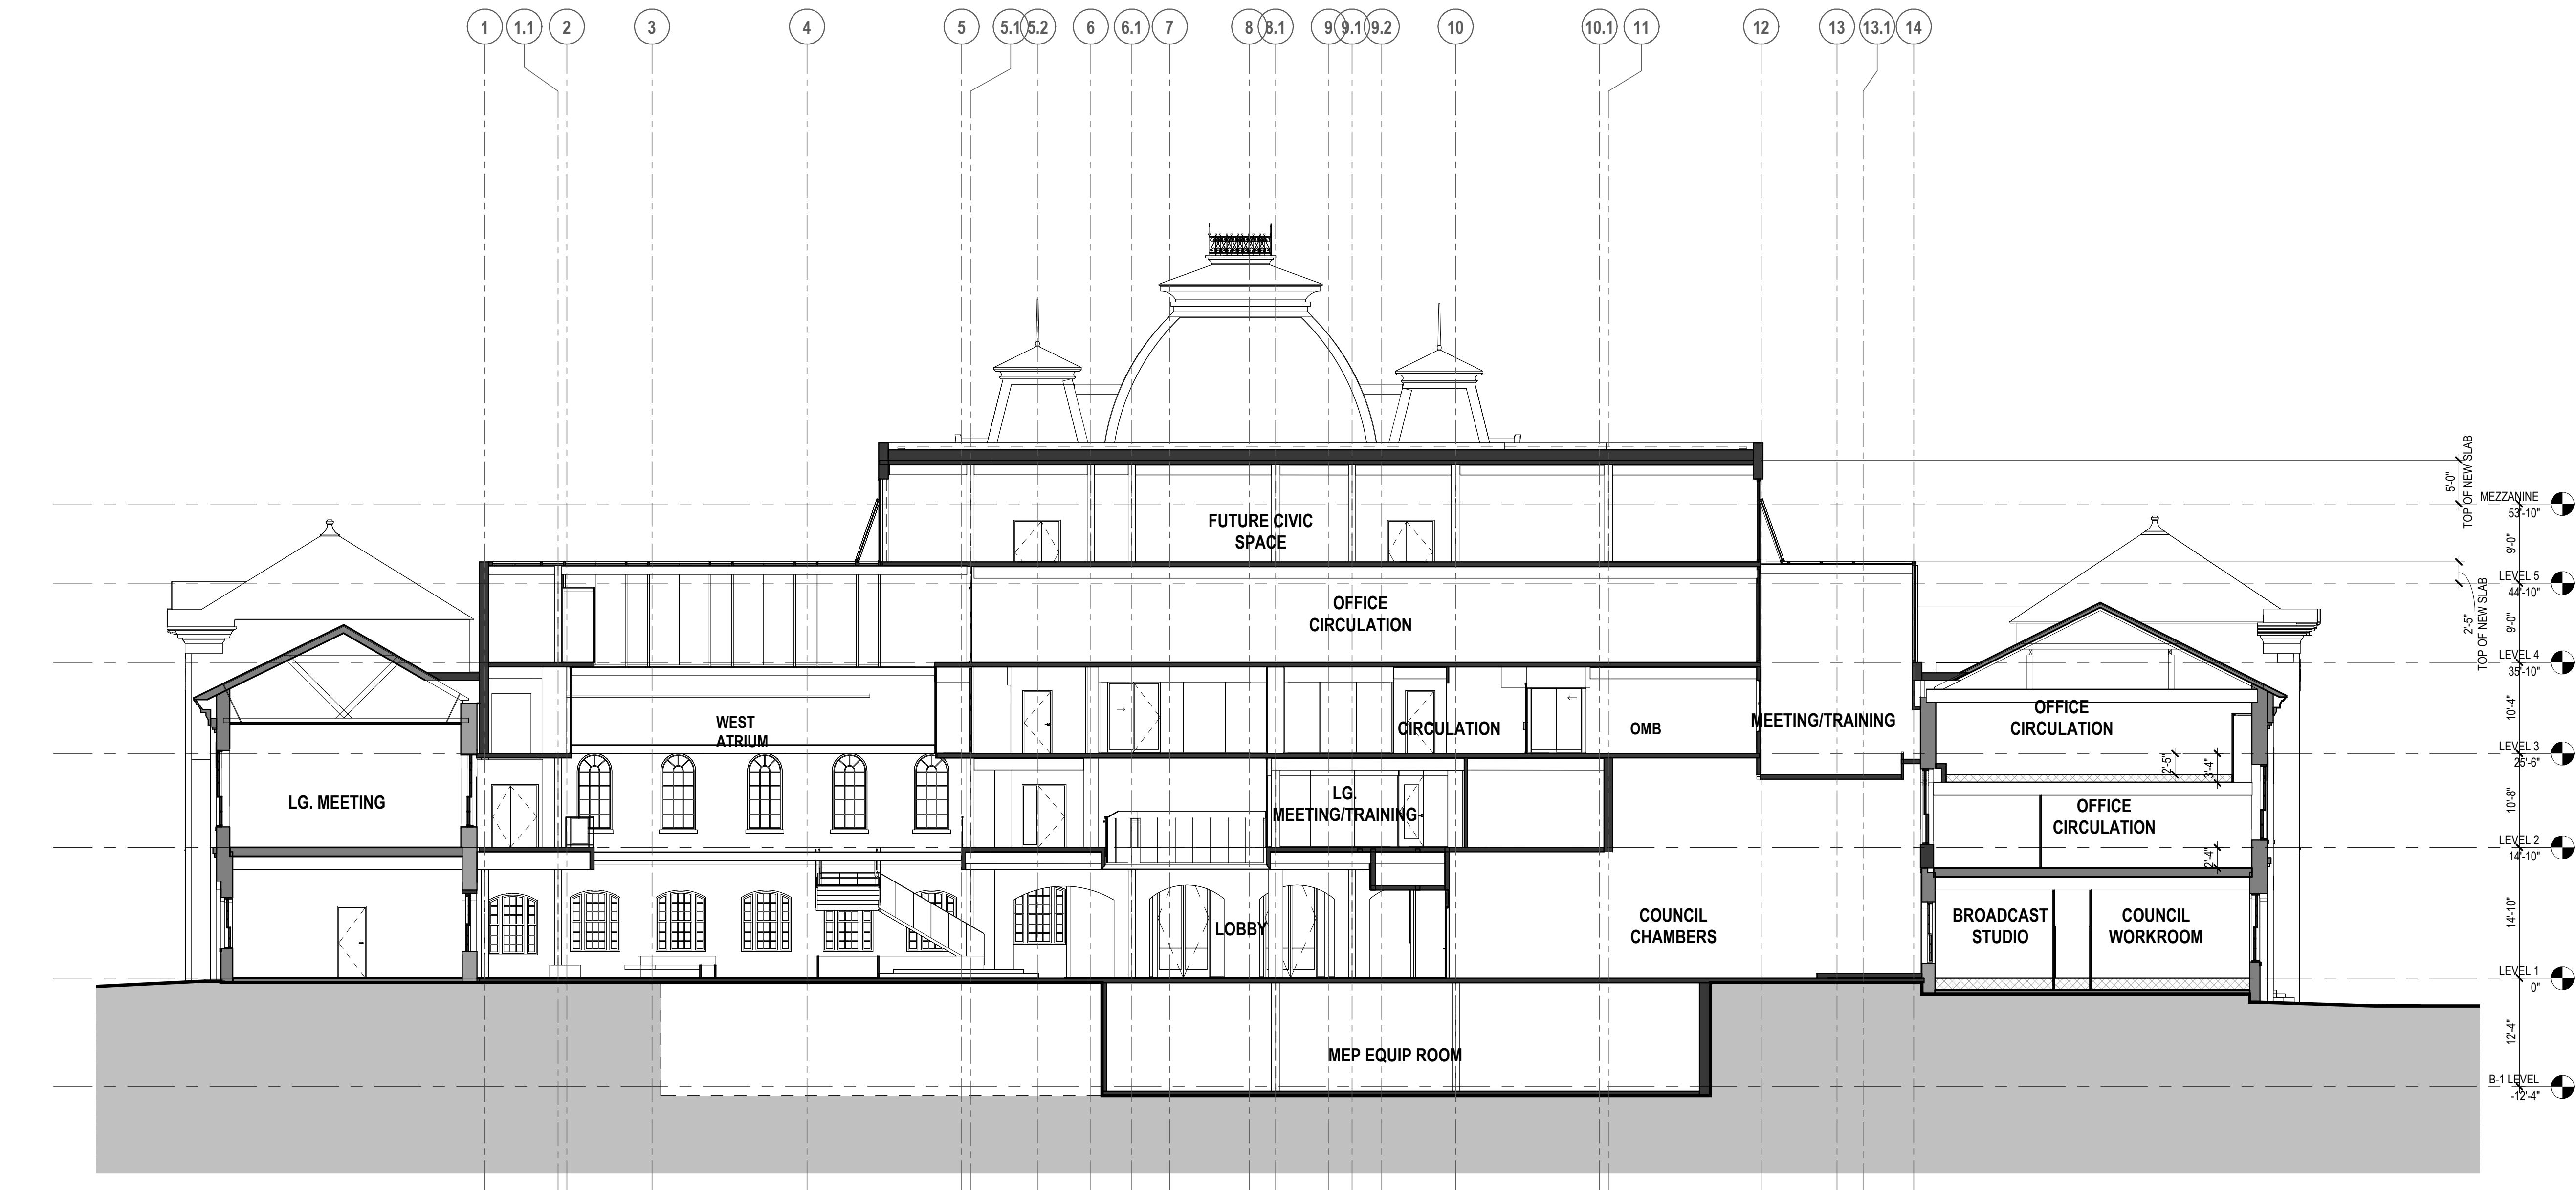 1
1.1
2
3
4
5
5.1
5.2
6
6.1
7
8
8.1
9
9.1
9.2
10
10.1
11
12
13
13.1
14
5'-0"
TOP OF NEW SLAB
MEZZANINE
53'-10"
FUTURE CIVIC
SPACE
9'-0"
LEVEL 5
44'-10"
OFFICE
CIRCULATION
2'-5"
TOP OF NEW SLAB
9'-0"
LEVEL 4
35'-10"
WEST
ATRIUM
CIRCULATION
OMB
MEETING/TRAINING
OFFICE
CIRCULATION
10'-4"
LEVEL 3
25'-6"
2'-5"
3'-4"
LG. MEETING
LG.
MEETING/TRAINING
OFFICE
CIRCULATION
10'-8"
LEVEL 2
14'-10"
2'-4"
LOBBY
COUNCIL
CHAMBERS
BROADCAST
STUDIO
COUNCIL
WORKROOM
14'-10"
LEVEL 1
0"
12'-4"
MEP EQUIP ROOM
B-1 LEVEL
-12'-4"